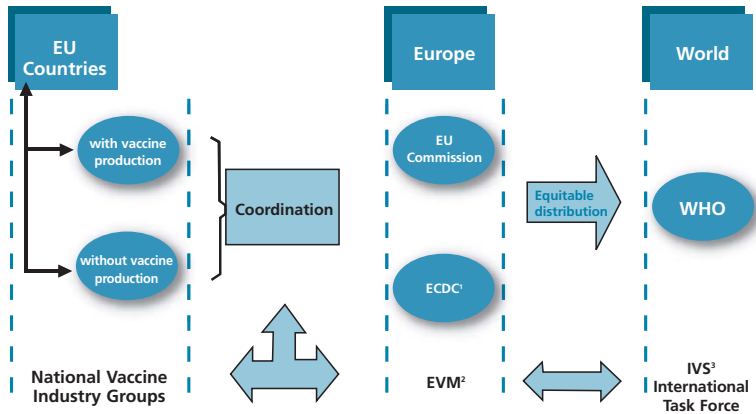 EU
Countries
Europe
World
with vaccine
production
without vaccine
production
Coordination
EU
Commission
ECDC¹
Equitable
distribution
WHO
National Vaccine
Industry Groups
EVM²
IVS³
International
Task Force